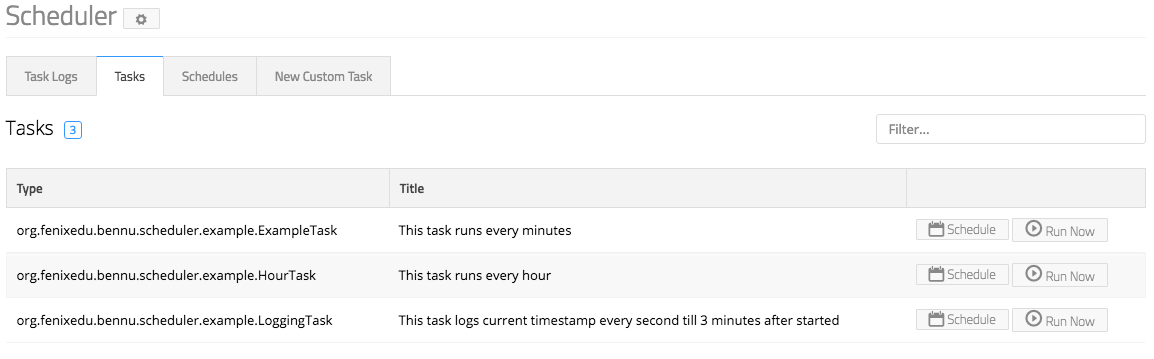 Scheduler
Task Logs Tasks Schedules New Custom Task
Tasks 3 Filter...
Type Title
org.fenixedu.bennu.scheduler.example.ExampleTask This task runs every minutes Schedule Run Now
org.fenixedu.bennu.scheduler.example.HourTask This task runs every hour Schedule Run Now
org.fenixedu.bennu.scheduler.example.LoggingTask This task logs current timestamp every second till 3 minutes after started Schedule Run Now